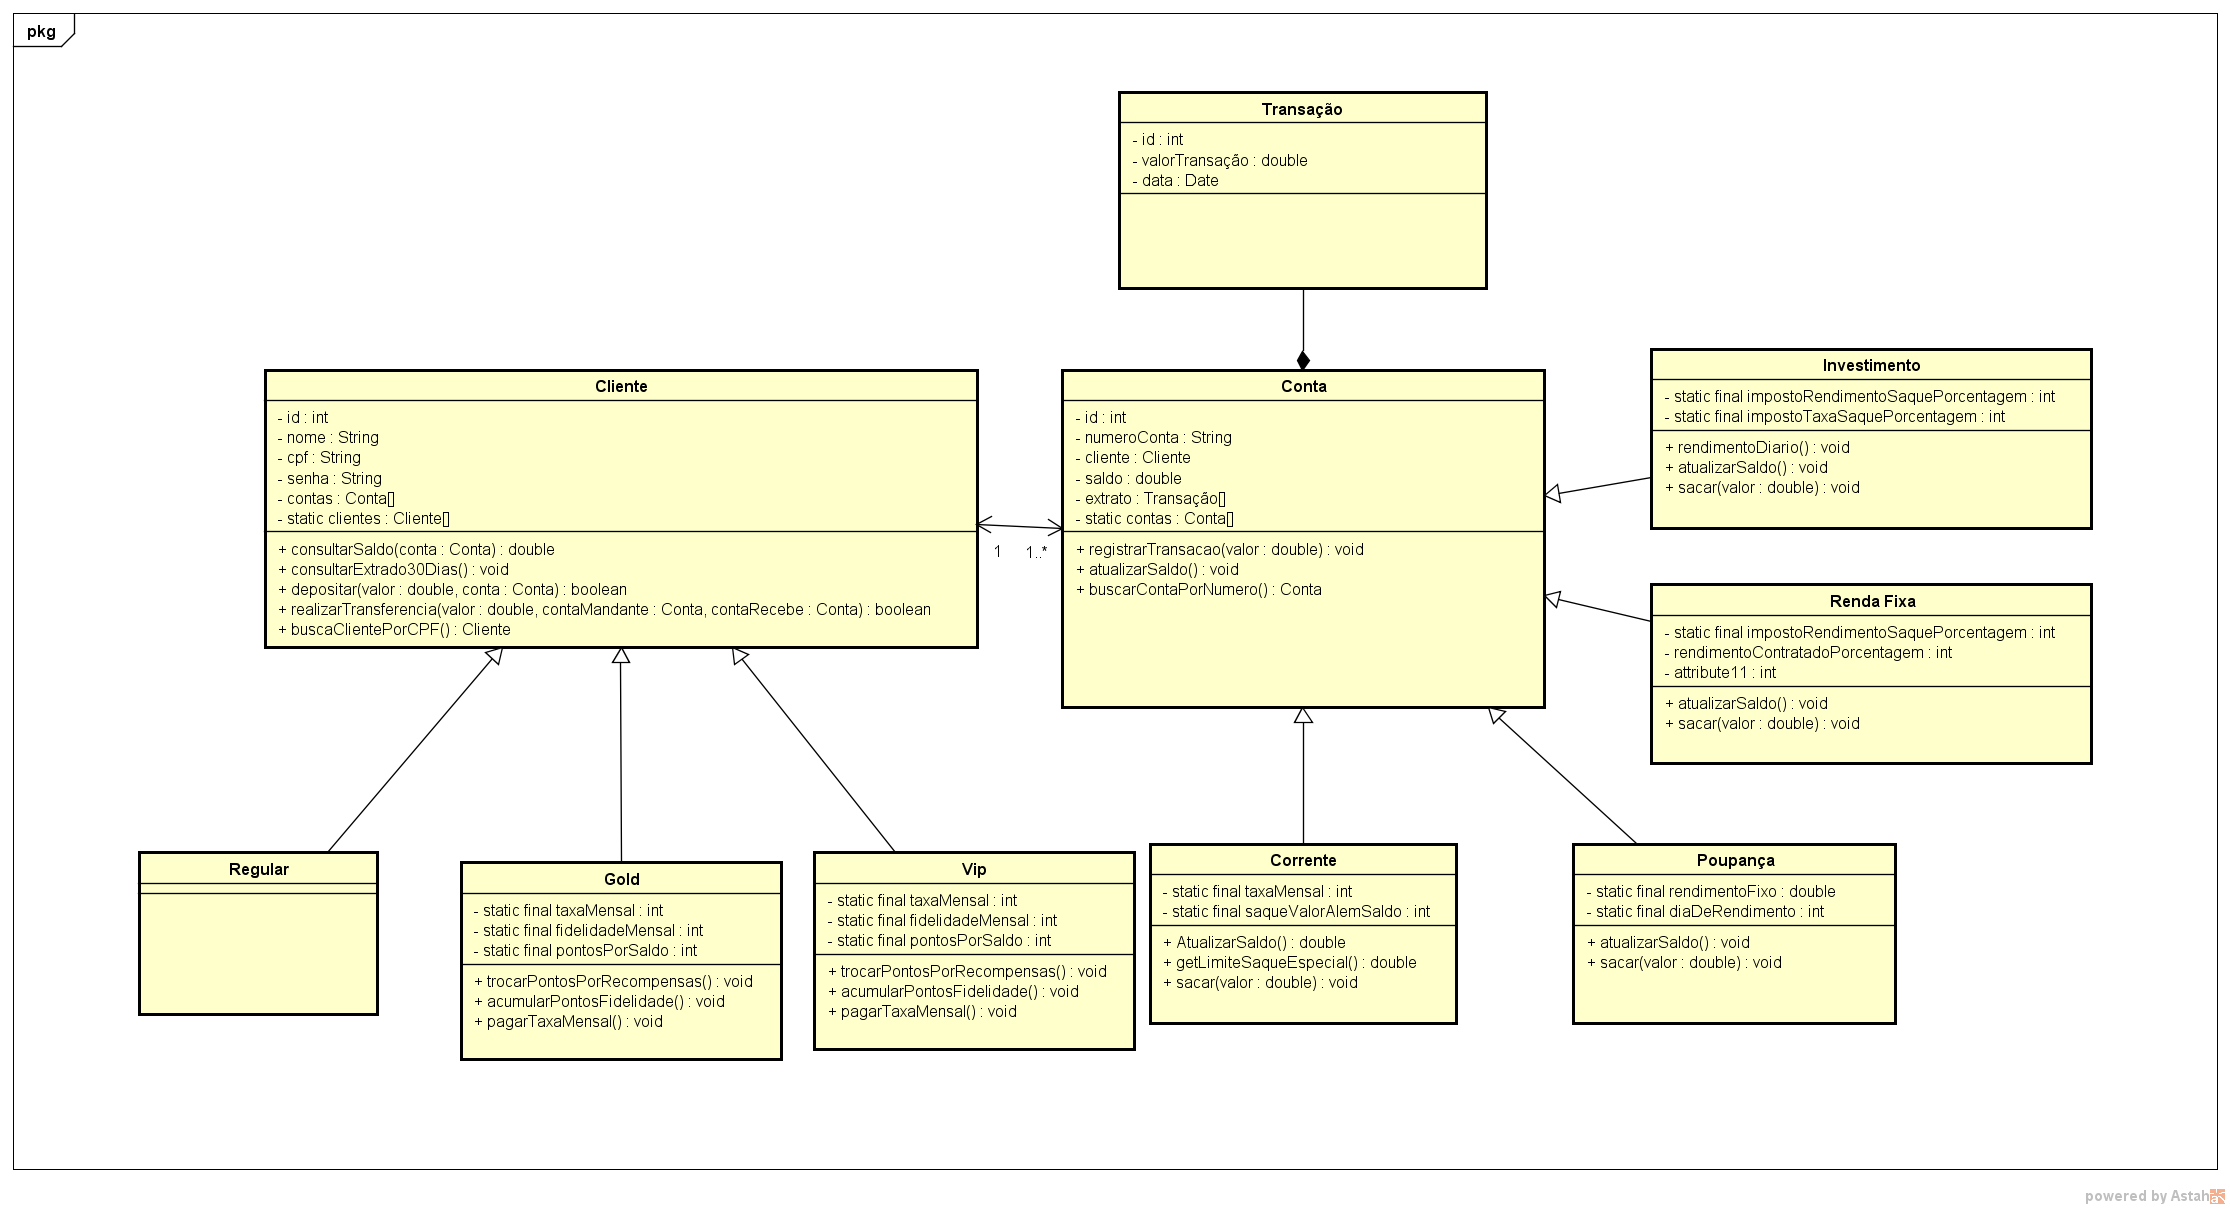 pkg
Transação
- id : int
- valorTransação : double
- data : Date
Cliente
- id : int
- nome : String
- cpf : String
- senha : String
- contas : Conta[]
- static clientes : Cliente[]
+ consultarSaldo(conta : Conta) : double
+ consultarExtrado30Dias() : void
+ depositar(valor : double, conta : Conta) : boolean
+ realizarTransferencia(valor : double, contaMandante : Conta, contaRecebe : Conta) : boolean
+ buscaClientePorCPF() : Cliente
1
1..*
Conta
- id : int
- numeroConta : String
- cliente : Cliente
- saldo : double
- extrato : Transação[]
- static contas : Conta[]
+ registrarTransacao(valor : double) : void
+ atualizarSaldo() : void
+ buscarContaPorNumero() : Conta
Investimento
- static final impostoRendimentoSaquePorcentagem : int
- static final impostoTaxaSaquePorcentagem : int
+ rendimentoDiario() : void
+ atualizarSaldo() : void
+ sacar(valor : double) : void
Renda Fixa
- static final impostoRendimentoSaquePorcentagem : int
- rendimentoContratadoPorcentagem : int
- attribute11 : int
+ atualizarSaldo() : void
+ sacar(valor : double) : void
Regular
Gold
- static final taxaMensal : int
- static final fidelidadeMensal : int
- static final pontosPorSaldo : int
+ trocarPontosPorRecompensas() : void
+ acumularPontosFidelidade() : void
+ pagarTaxaMensal() : void
Vip
- static final taxaMensal : int
- static final fidelidadeMensal : int
- static final pontosPorSaldo : int
+ trocarPontosPorRecompensas() : void
+ acumularPontosFidelidade() : void
+ pagarTaxaMensal() : void
Corrente
- static final taxaMensal : int
- static final saqueValorAlemSaldo : int
+ AtualizarSaldo() : double
+ getLimiteSaqueEspecial() : double
+ sacar(valor : double) : void
Poupança
- static final rendimentoFixo : double
- static final diaDeRendimento : int
+ atualizarSaldo() : void
+ sacar(valor : double) : void
powered by Astah